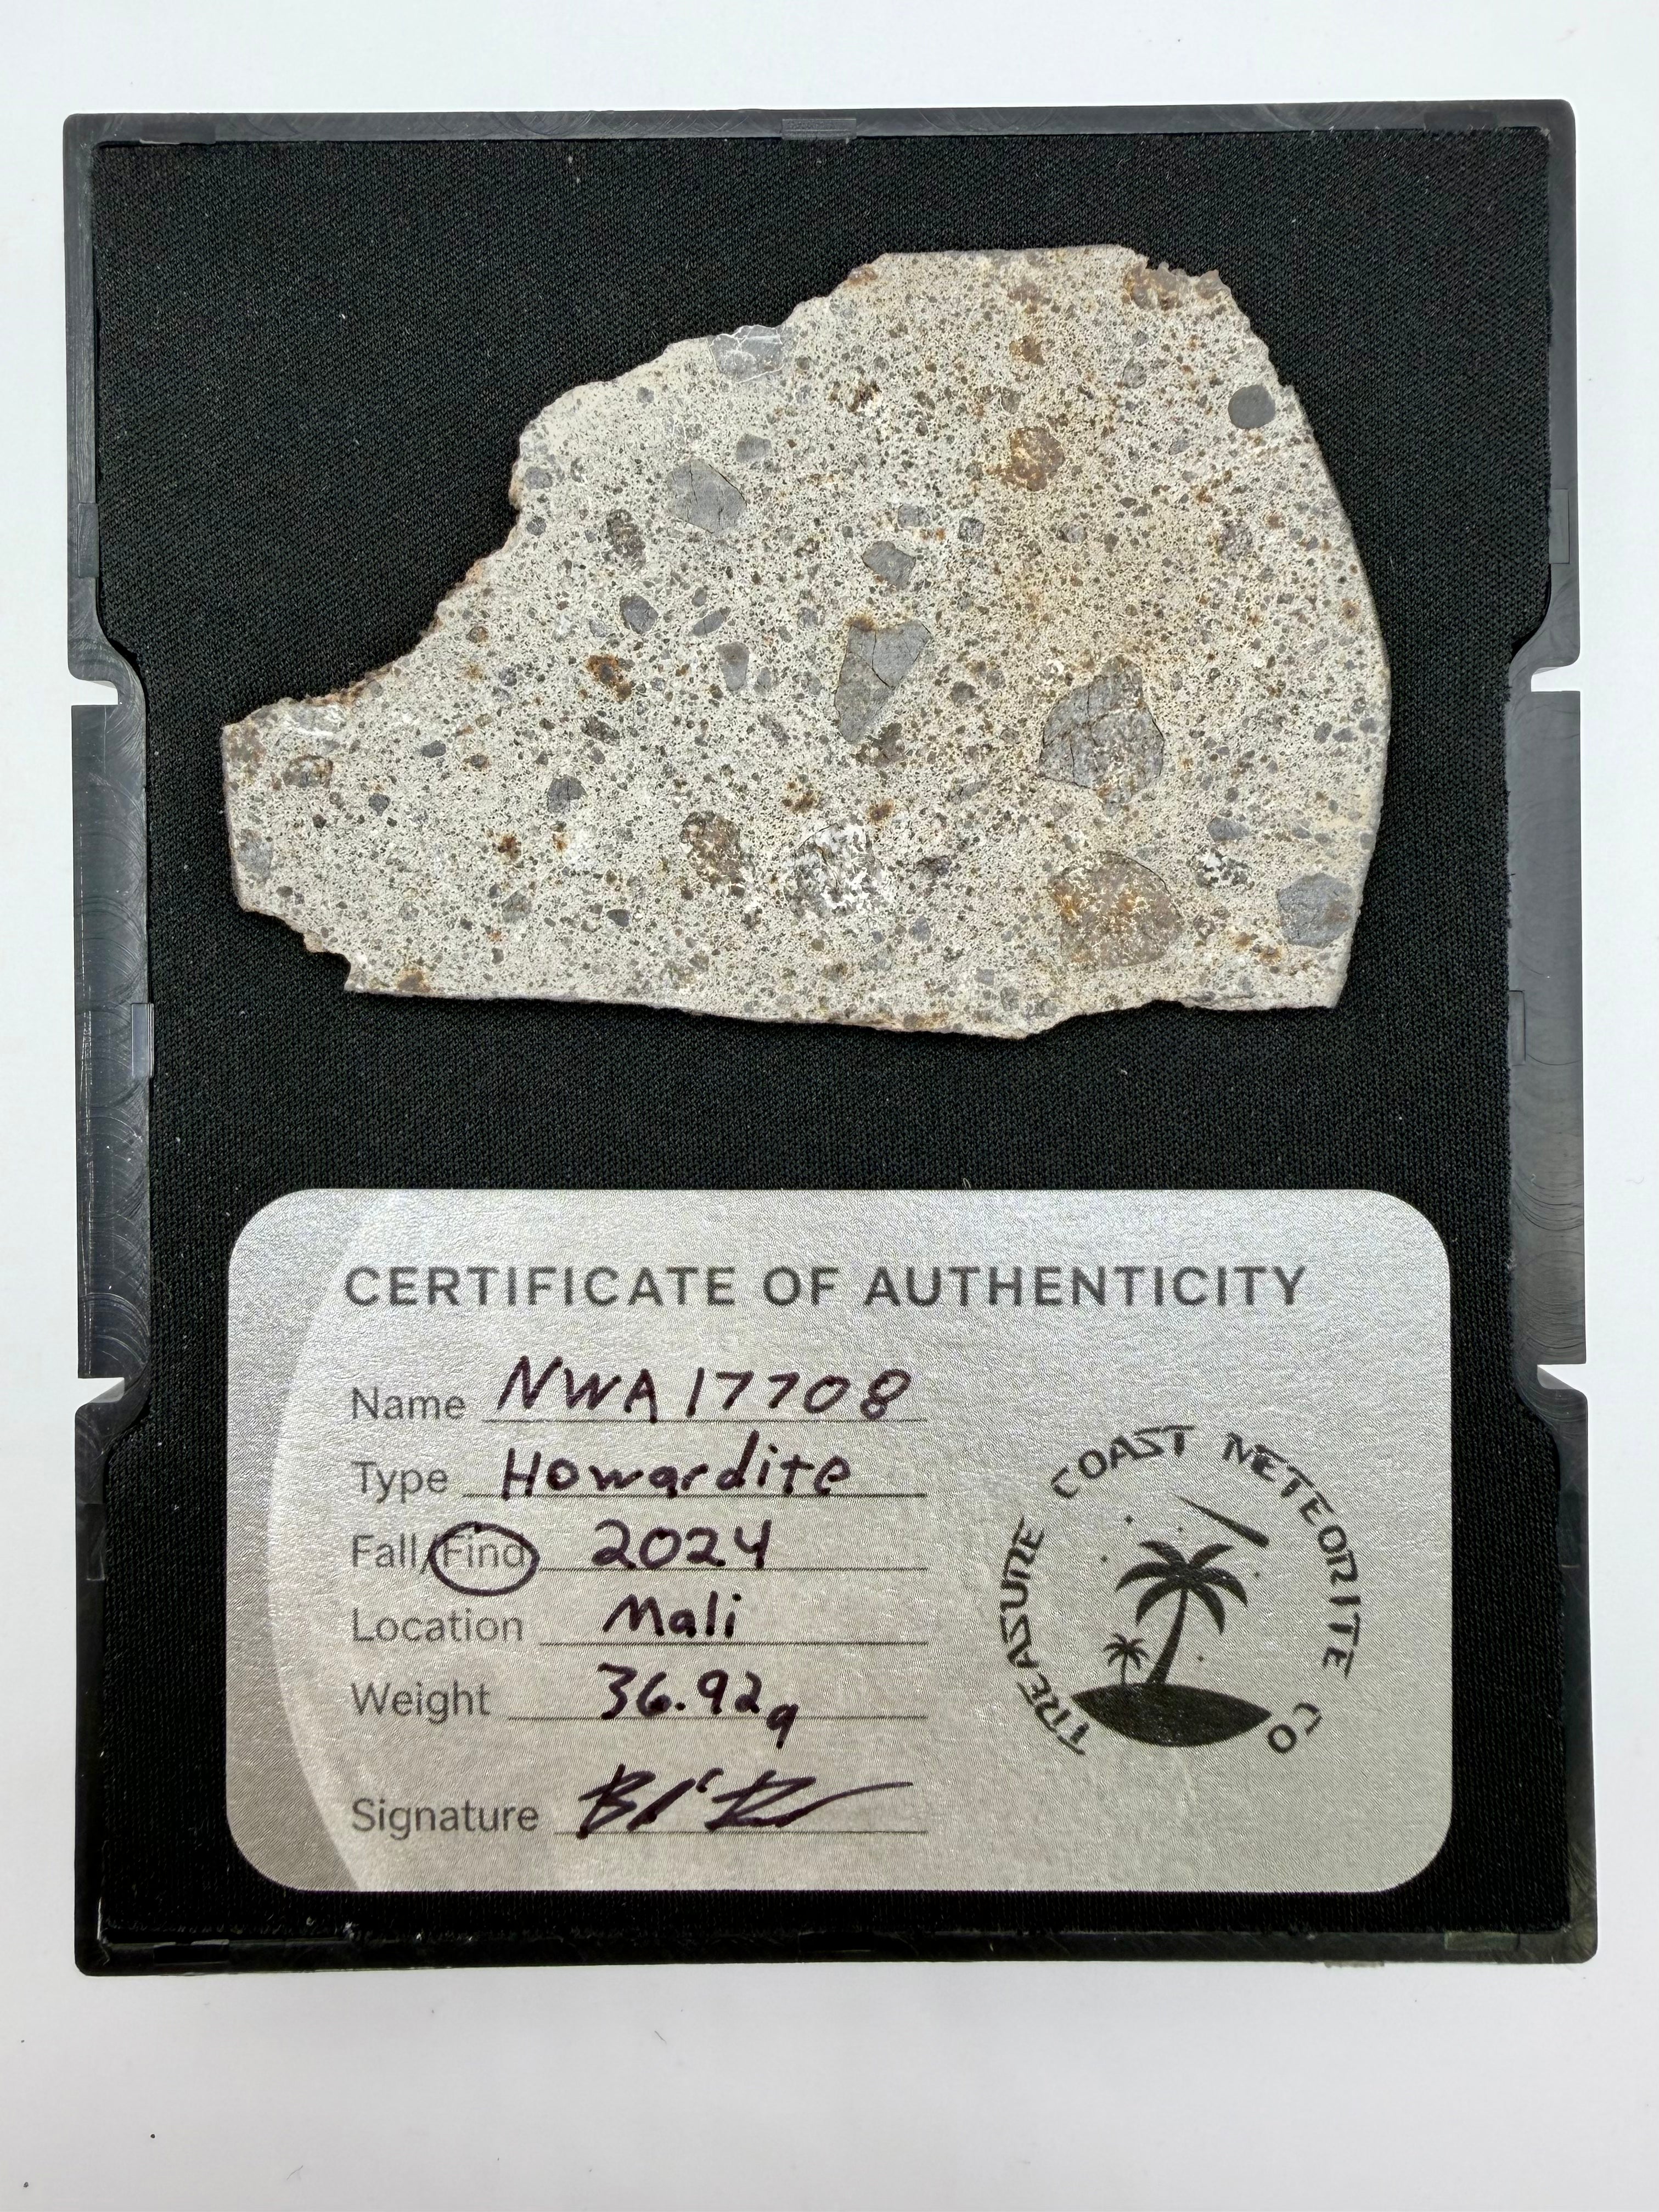 CERTIFICATE OF AUTHENTICITY
Name NWA 17708
Type Howardite
Fall/Find 2024
Location Mali
Weight 36.92g
Signature
TREASURE COAST METEORITE CO